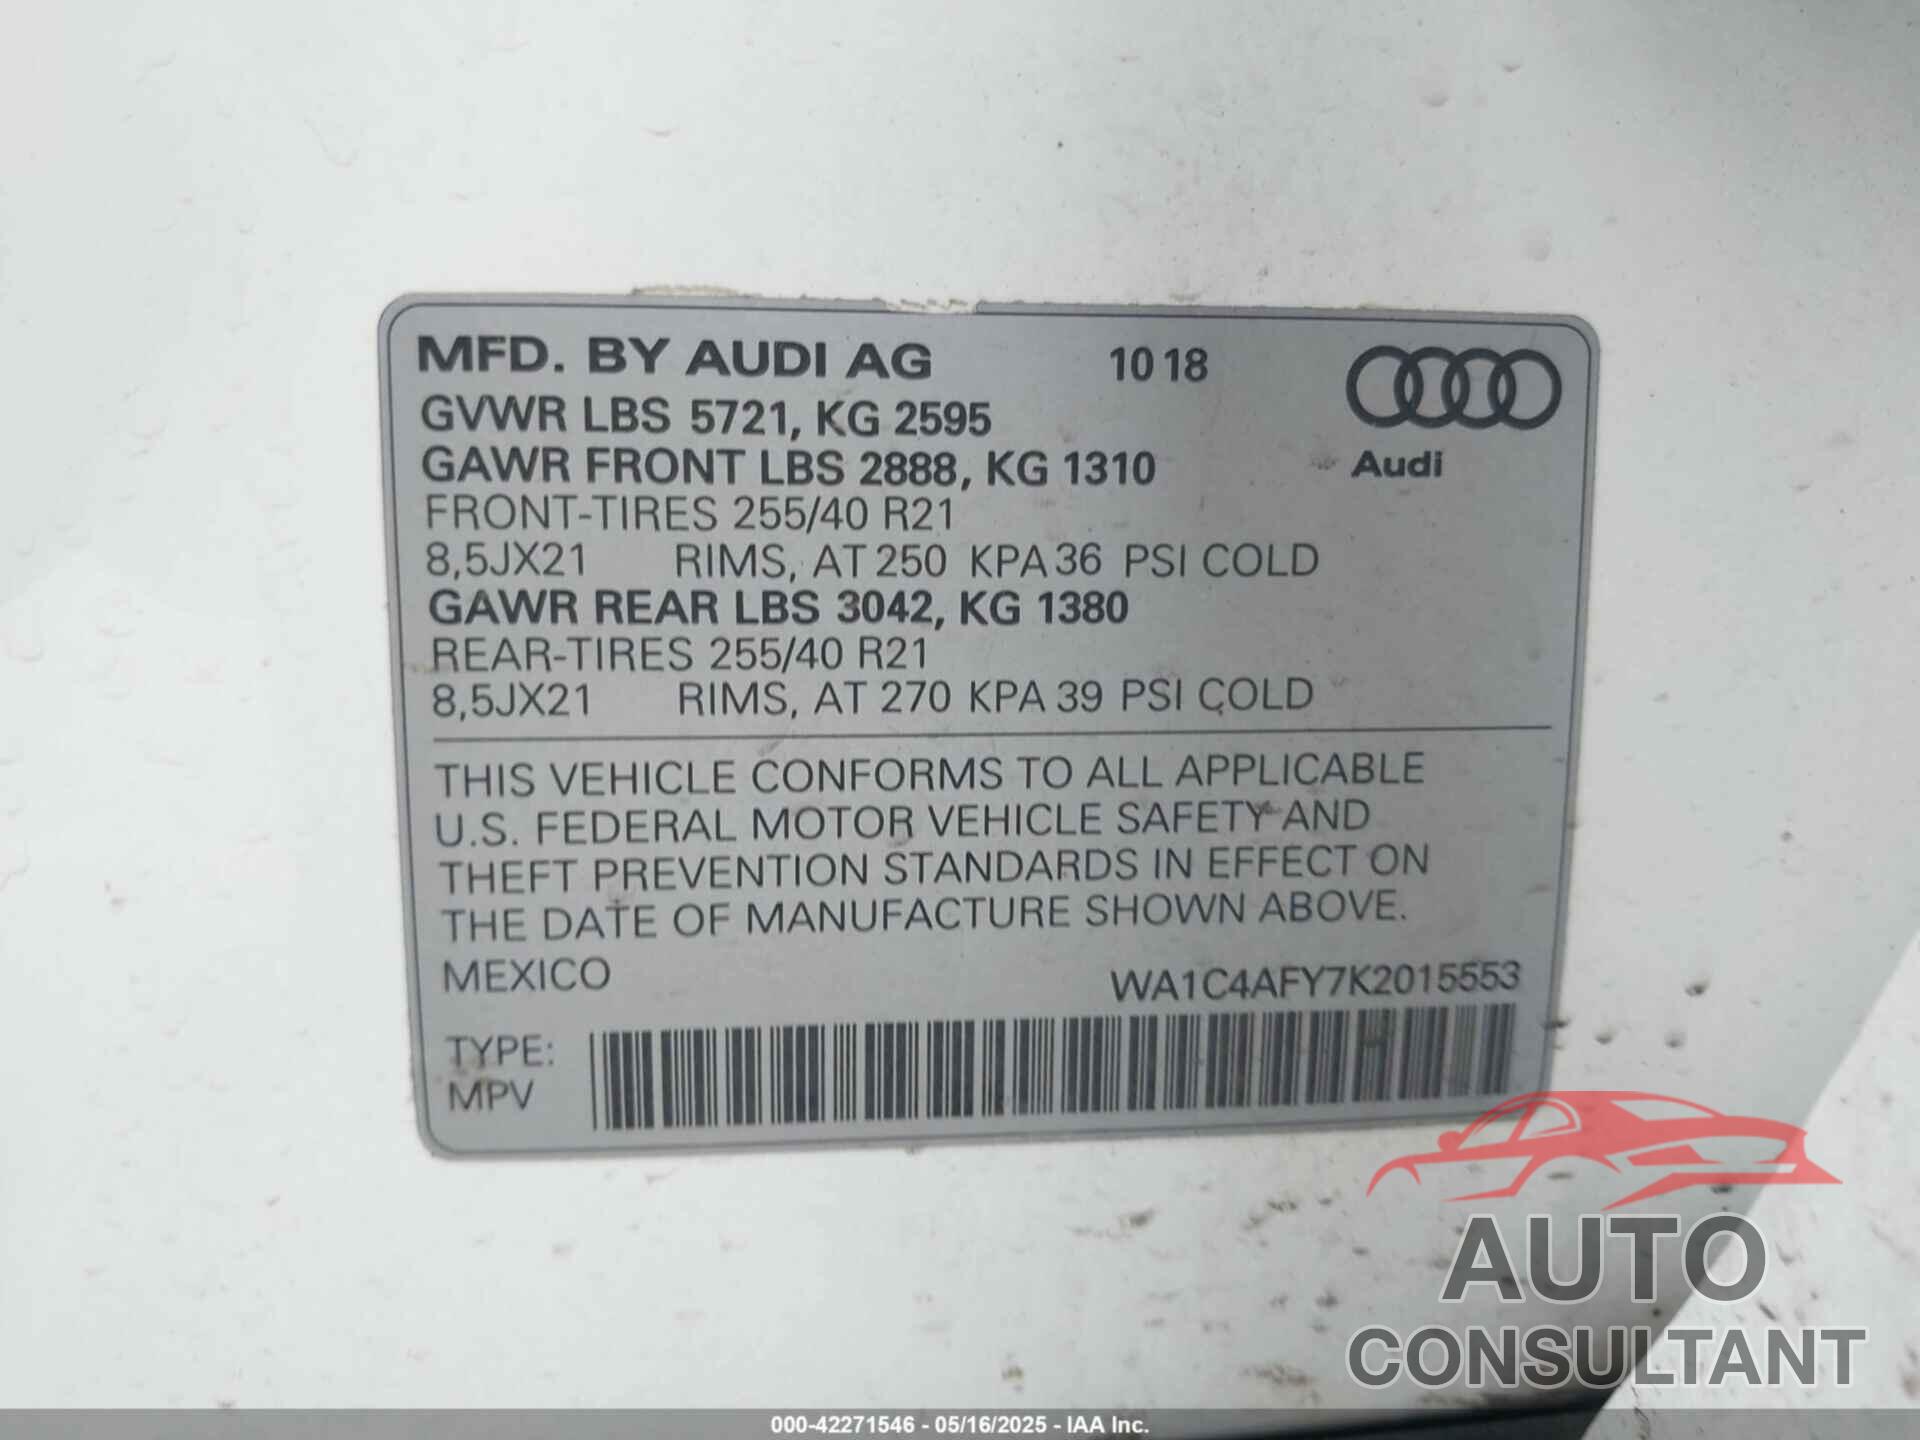 MFD. BY AUDI AG 10 18
GVWR LBS 5721, KG 2595
GAWR FRONT LBS 2888, KG 1310
Audi
FRONT-TIRES 255/40 R21
8,5JX21 RIMS, AT 250 KPA 36 PSI COLD
GAWR REAR LBS 3042, KG 1380
REAR-TIRES 255/40 R21
8,5JX21 RIMS, AT 270 KPA 39 PSI COLD
THIS VEHICLE CONFORMS TO ALL APPLICABLE
U.S. FEDERAL MOTOR VEHICLE SAFETY AND
THEFT PREVENTION STANDARDS IN EFFECT ON
THE DATE OF MANUFACTURE SHOWN ABOVE.
MEXICO WA1C4AFY7K2015553
TYPE:
MPV
AUTO
CONSULTANT
000-42271546 - 05/16/2025 - IAA Inc.